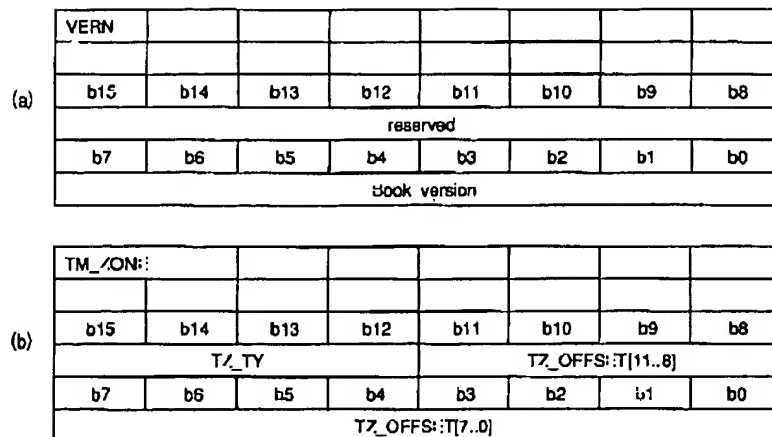 VERN
(a)
b15 b14 b13 b12 b11 b10 b9 b8
reserved
b7 b6 b5 b4 b3 b2 b1 b0
Book version
TM_ZONE
(b)
b15 b14 b13 b12 b11 b10 b9 b8
TZ_TY TZ_OFFSET[11..8]
b7 b6 b5 b4 b3 b2 b1 b0
TZ_OFFSET[7..0]